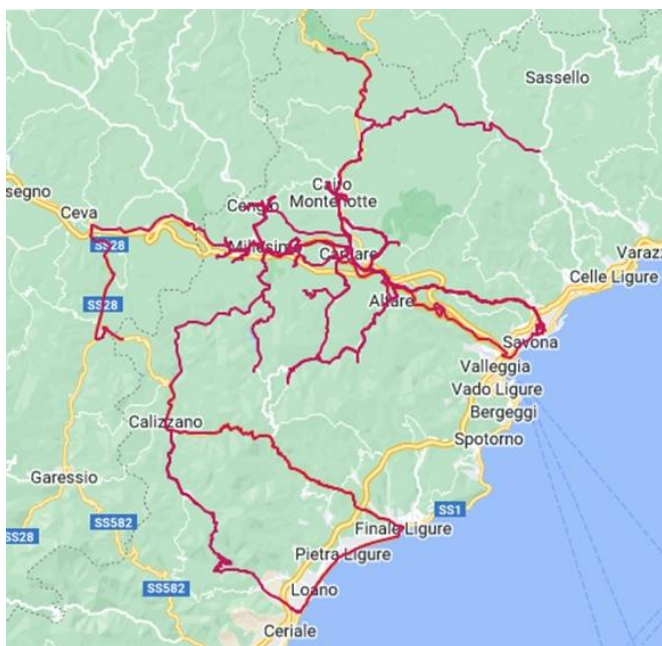 Sassello
segno
Cairo
Montenotte
Cengio
Ceva
SS28
Millesimo
Carcare
Varazz
Celle Ligure
SS28
Altare
Savona
Valleggia
Vado Ligure
Bergeggi
Calizzano
Spotorno
Garessio
SS1
SS582
Finale Ligure
SS28
Pietra Ligure
SS582
Loano
Ceriale